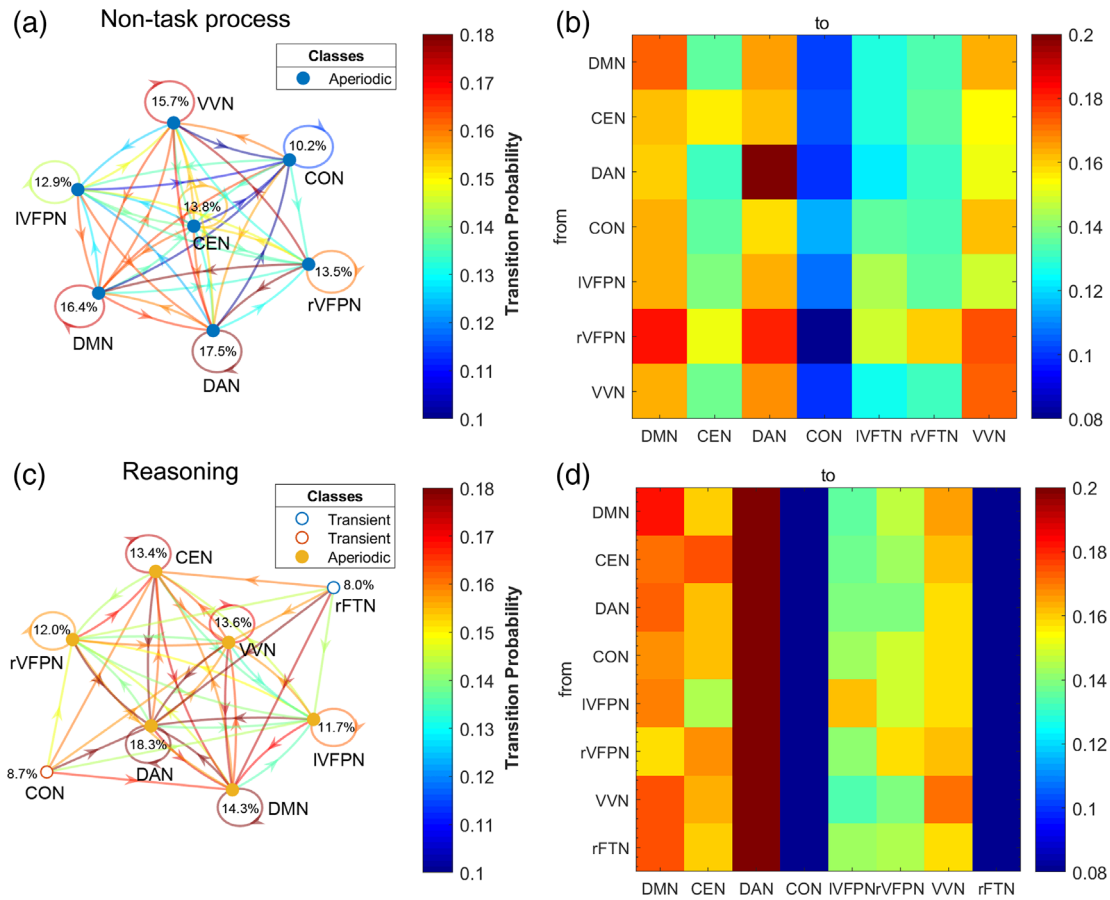 (a)
Non-task process
Classes
Aperiodic
15.7%
VVN
10.2%
CON
12.9%
lVFPN
13.8%
CEN
13.5%
rVFPN
16.4%
DMN
17.5%
DAN
0.18
0.17
0.16
0.15
0.14
0.13
0.12
0.11
0.1
Transition Probability
(b)
to
from
DMN
CEN
DAN
CON
lVFPN
rVFPN
VVN
DMN CEN DAN CON lVFTN rVFTN VVN
0.2
0.18
0.16
0.14
0.12
0.1
0.08
(c)
Reasoning
Classes
Transient
Transient
Aperiodic
13.4%
CEN
8.0%
rFTN
13.6%
VVN
12.0%
rVFPN
11.7%
lVFPN
18.3%
DAN
8.7%
CON
14.3%
DMN
0.18
0.17
0.16
0.15
0.14
0.13
0.12
0.11
0.1
Transition Probability
(d)
to
from
DMN
CEN
DAN
CON
lVFPN
rVFPN
VVN
rFTN
DMN CEN DAN CON lVFPN rVFPN VVN rFTN
0.2
0.18
0.16
0.14
0.12
0.1
0.08